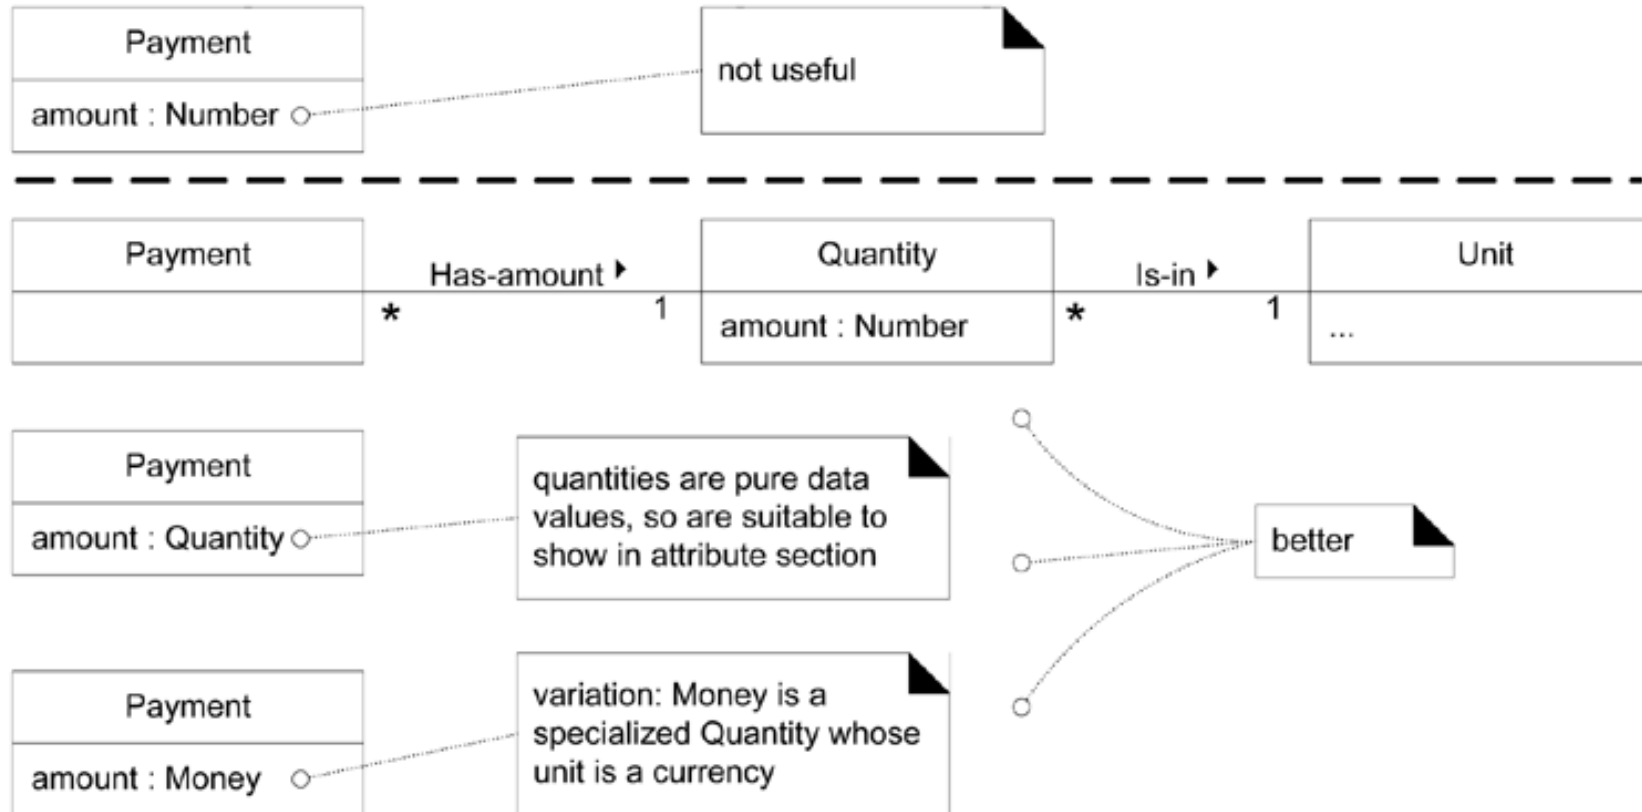 Payment
amount : Number
not useful
Payment
Has-amount
*
1
Quantity
amount : Number
Is-in
*
1
Unit
...
Payment
amount : Quantity
quantities are pure data
values, so are suitable to
show in attribute section
better
Payment
amount : Money
variation: Money is a
specialized Quantity whose
unit is a currency